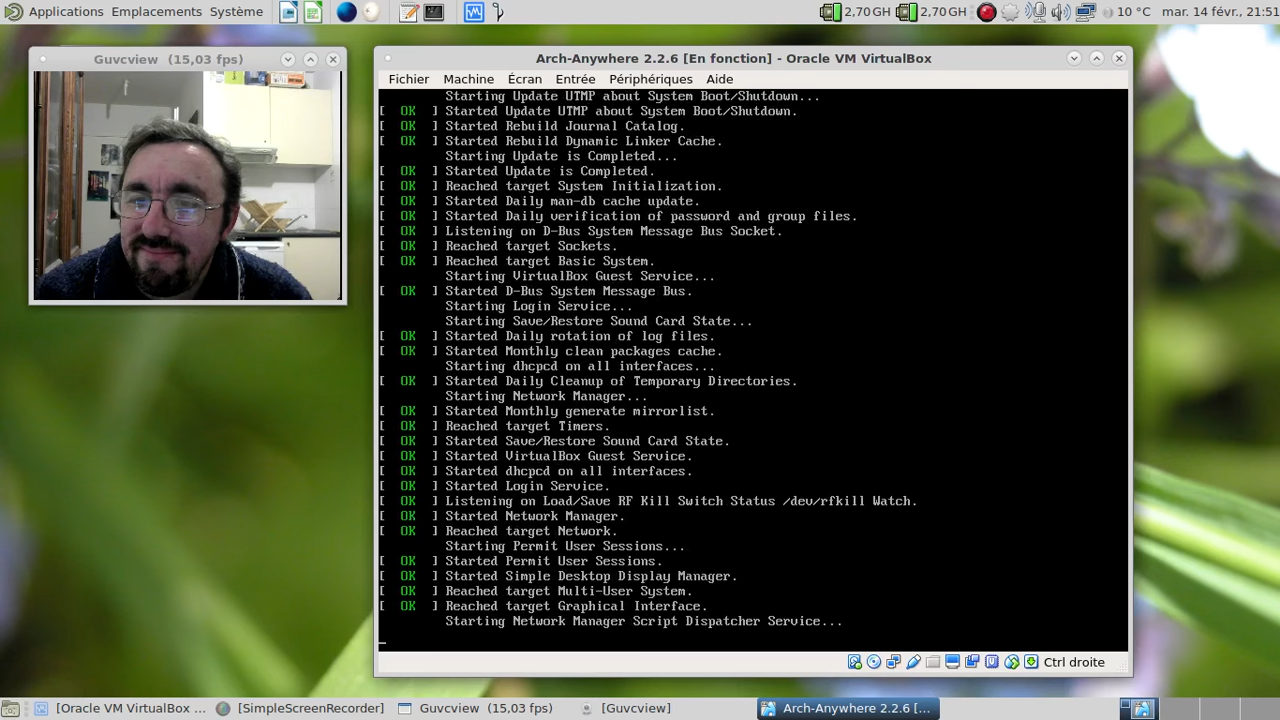 Applications Emplacements Système
2,70 GH 2,70 GH 10 °C mar. 14 févr., 21:51
Guvcview (15,03 fps)
Arch-Anywhere 2.2.6 [En fonction] - Oracle VM VirtualBox
Fichier Machine Écran Entrée Périphériques Aide
Starting Update UTMP about System Boot/Shutdown...
[ OK ] Started Update UTMP about System Boot/Shutdown.
[ OK ] Started Rebuild Journal Catalog.
[ OK ] Started Rebuild Dynamic Linker Cache.
Starting Update is Completed...
[ OK ] Started Update is Completed.
[ OK ] Reached target System Initialization.
[ OK ] Started Daily man-db cache update.
[ OK ] Started Daily verification of password and group files.
[ OK ] Listening on D-Bus System Message Bus Socket.
[ OK ] Reached target Sockets.
[ OK ] Reached target Basic System.
Starting VirtualBox Guest Service...
[ OK ] Started D-Bus System Message Bus.
Starting Login Service...
Starting Save/Restore Sound Card State...
[ OK ] Started Daily rotation of log files.
[ OK ] Started Monthly clean packages cache.
Starting dhcpcd on all interfaces...
[ OK ] Started Daily Cleanup of Temporary Directories.
Starting Network Manager...
[ OK ] Started Monthly generate mirrorlist.
[ OK ] Reached target Timers.
[ OK ] Started Save/Restore Sound Card State.
[ OK ] Started VirtualBox Guest Service.
[ OK ] Started dhcpcd on all interfaces.
[ OK ] Started Login Service.
[ OK ] Listening on Load/Save RF Kill Switch Status /dev/rfkill Watch.
[ OK ] Started Network Manager.
[ OK ] Reached target Network.
Starting Permit User Sessions...
[ OK ] Started Permit User Sessions.
[ OK ] Started Simple Desktop Display Manager.
[ OK ] Reached target Multi-User System.
[ OK ] Reached target Graphical Interface.
Starting Network Manager Script Dispatcher Service...
Ctrl droite
[Oracle VM VirtualBox ... [SimpleScreenRecorder] Guvcview (15,03 fps) [Guvcview] Arch-Anywhere 2.2.6 [...